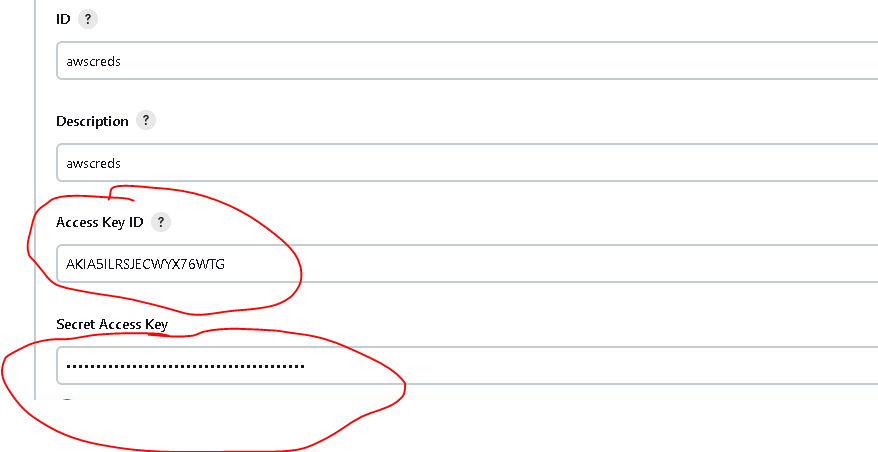 ID ?
awscreds
Description ?
awscreds
Access Key ID ?
AKIA5ILRSJECWYX76WTG
Secret Access Key
••••••••••••••••••••••••••••••••••••••••